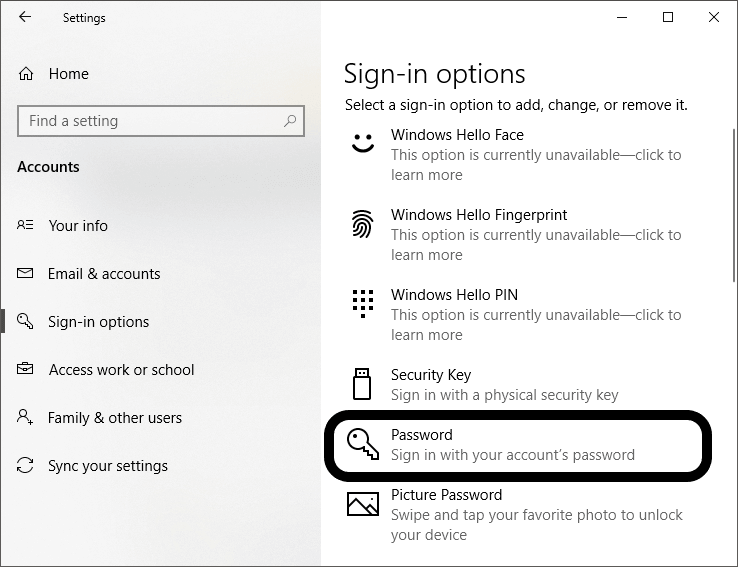 Settings
Home
Find a setting
Accounts
Your info
Email & accounts
Sign-in options
Access work or school
Family & other users
Sync your settings
Sign-in options
Select a sign-in option to add, change, or remove it.
Windows Hello Face
This option is currently unavailable—click to
learn more
Windows Hello Fingerprint
This option is currently unavailable—click to
learn more
Windows Hello PIN
This option is currently unavailable—click to
learn more
Security Key
Sign in with a physical security key
Password
Sign in with your account’s password
Picture Password
Swipe and tap your favorite photo to unlock
your device